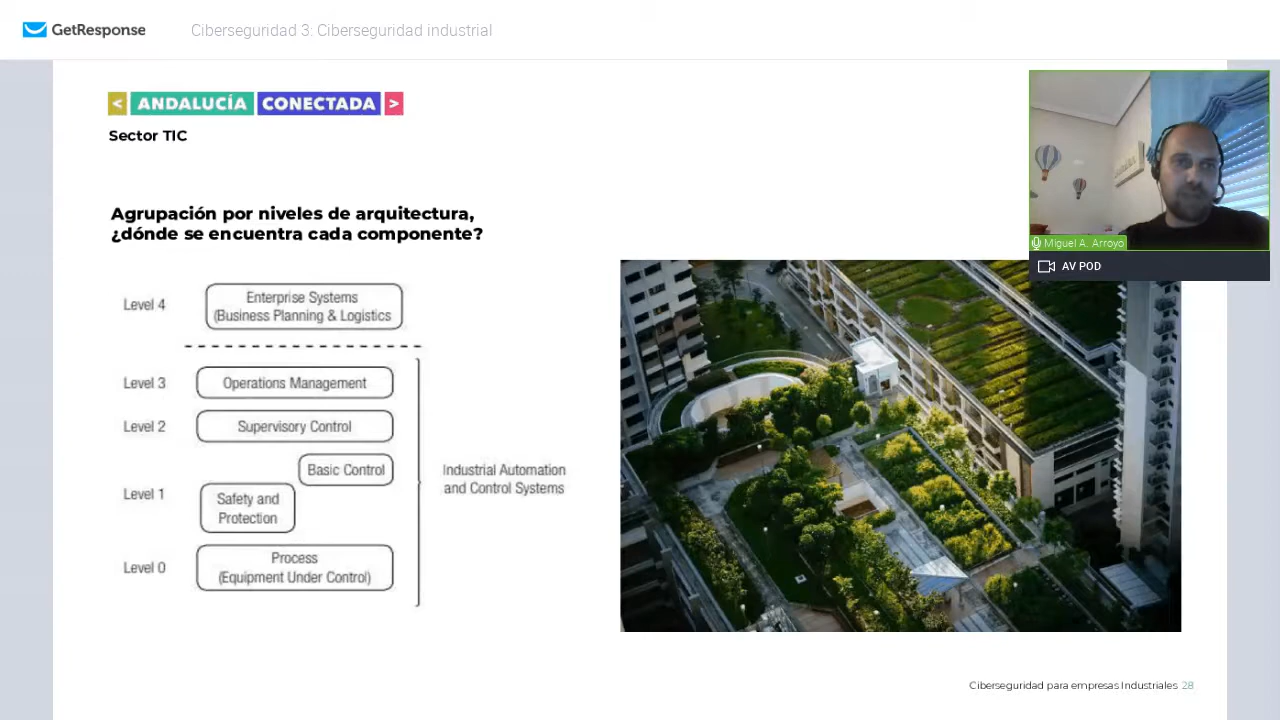 GetResponse
Ciberseguridad 3: Ciberseguridad industrial
< ANDALUCÍA CONECTADA >
Sector TIC
Miguel A. Arroyo
AV POD
Agrupación por niveles de arquitectura,
¿dónde se encuentra cada componente?
Level 4
Enterprise Systems
(Business Planning & Logistics
Level 3
Operations Management
Level 2
Supervisory Control
Basic Control
Level 1
Safety and
Protection
Industrial Automation
and Control Systems
Level 0
Process
(Equipment Under Control)
Ciberseguridad para empresas Industriales 28